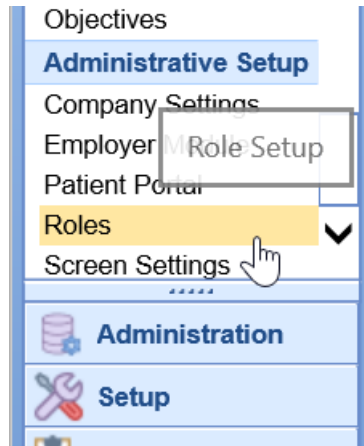 Objectives
Administrative Setup
Company Settings
Employer
Role Setup
Patient Portal
Roles
Screen Settings
Administration
Setup